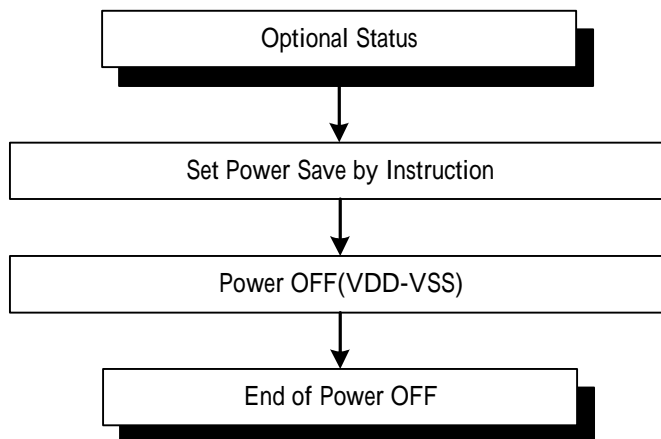 Optional Status
Set Power Save by Instruction
Power OFF(VDD-VSS)
End of Power OFF